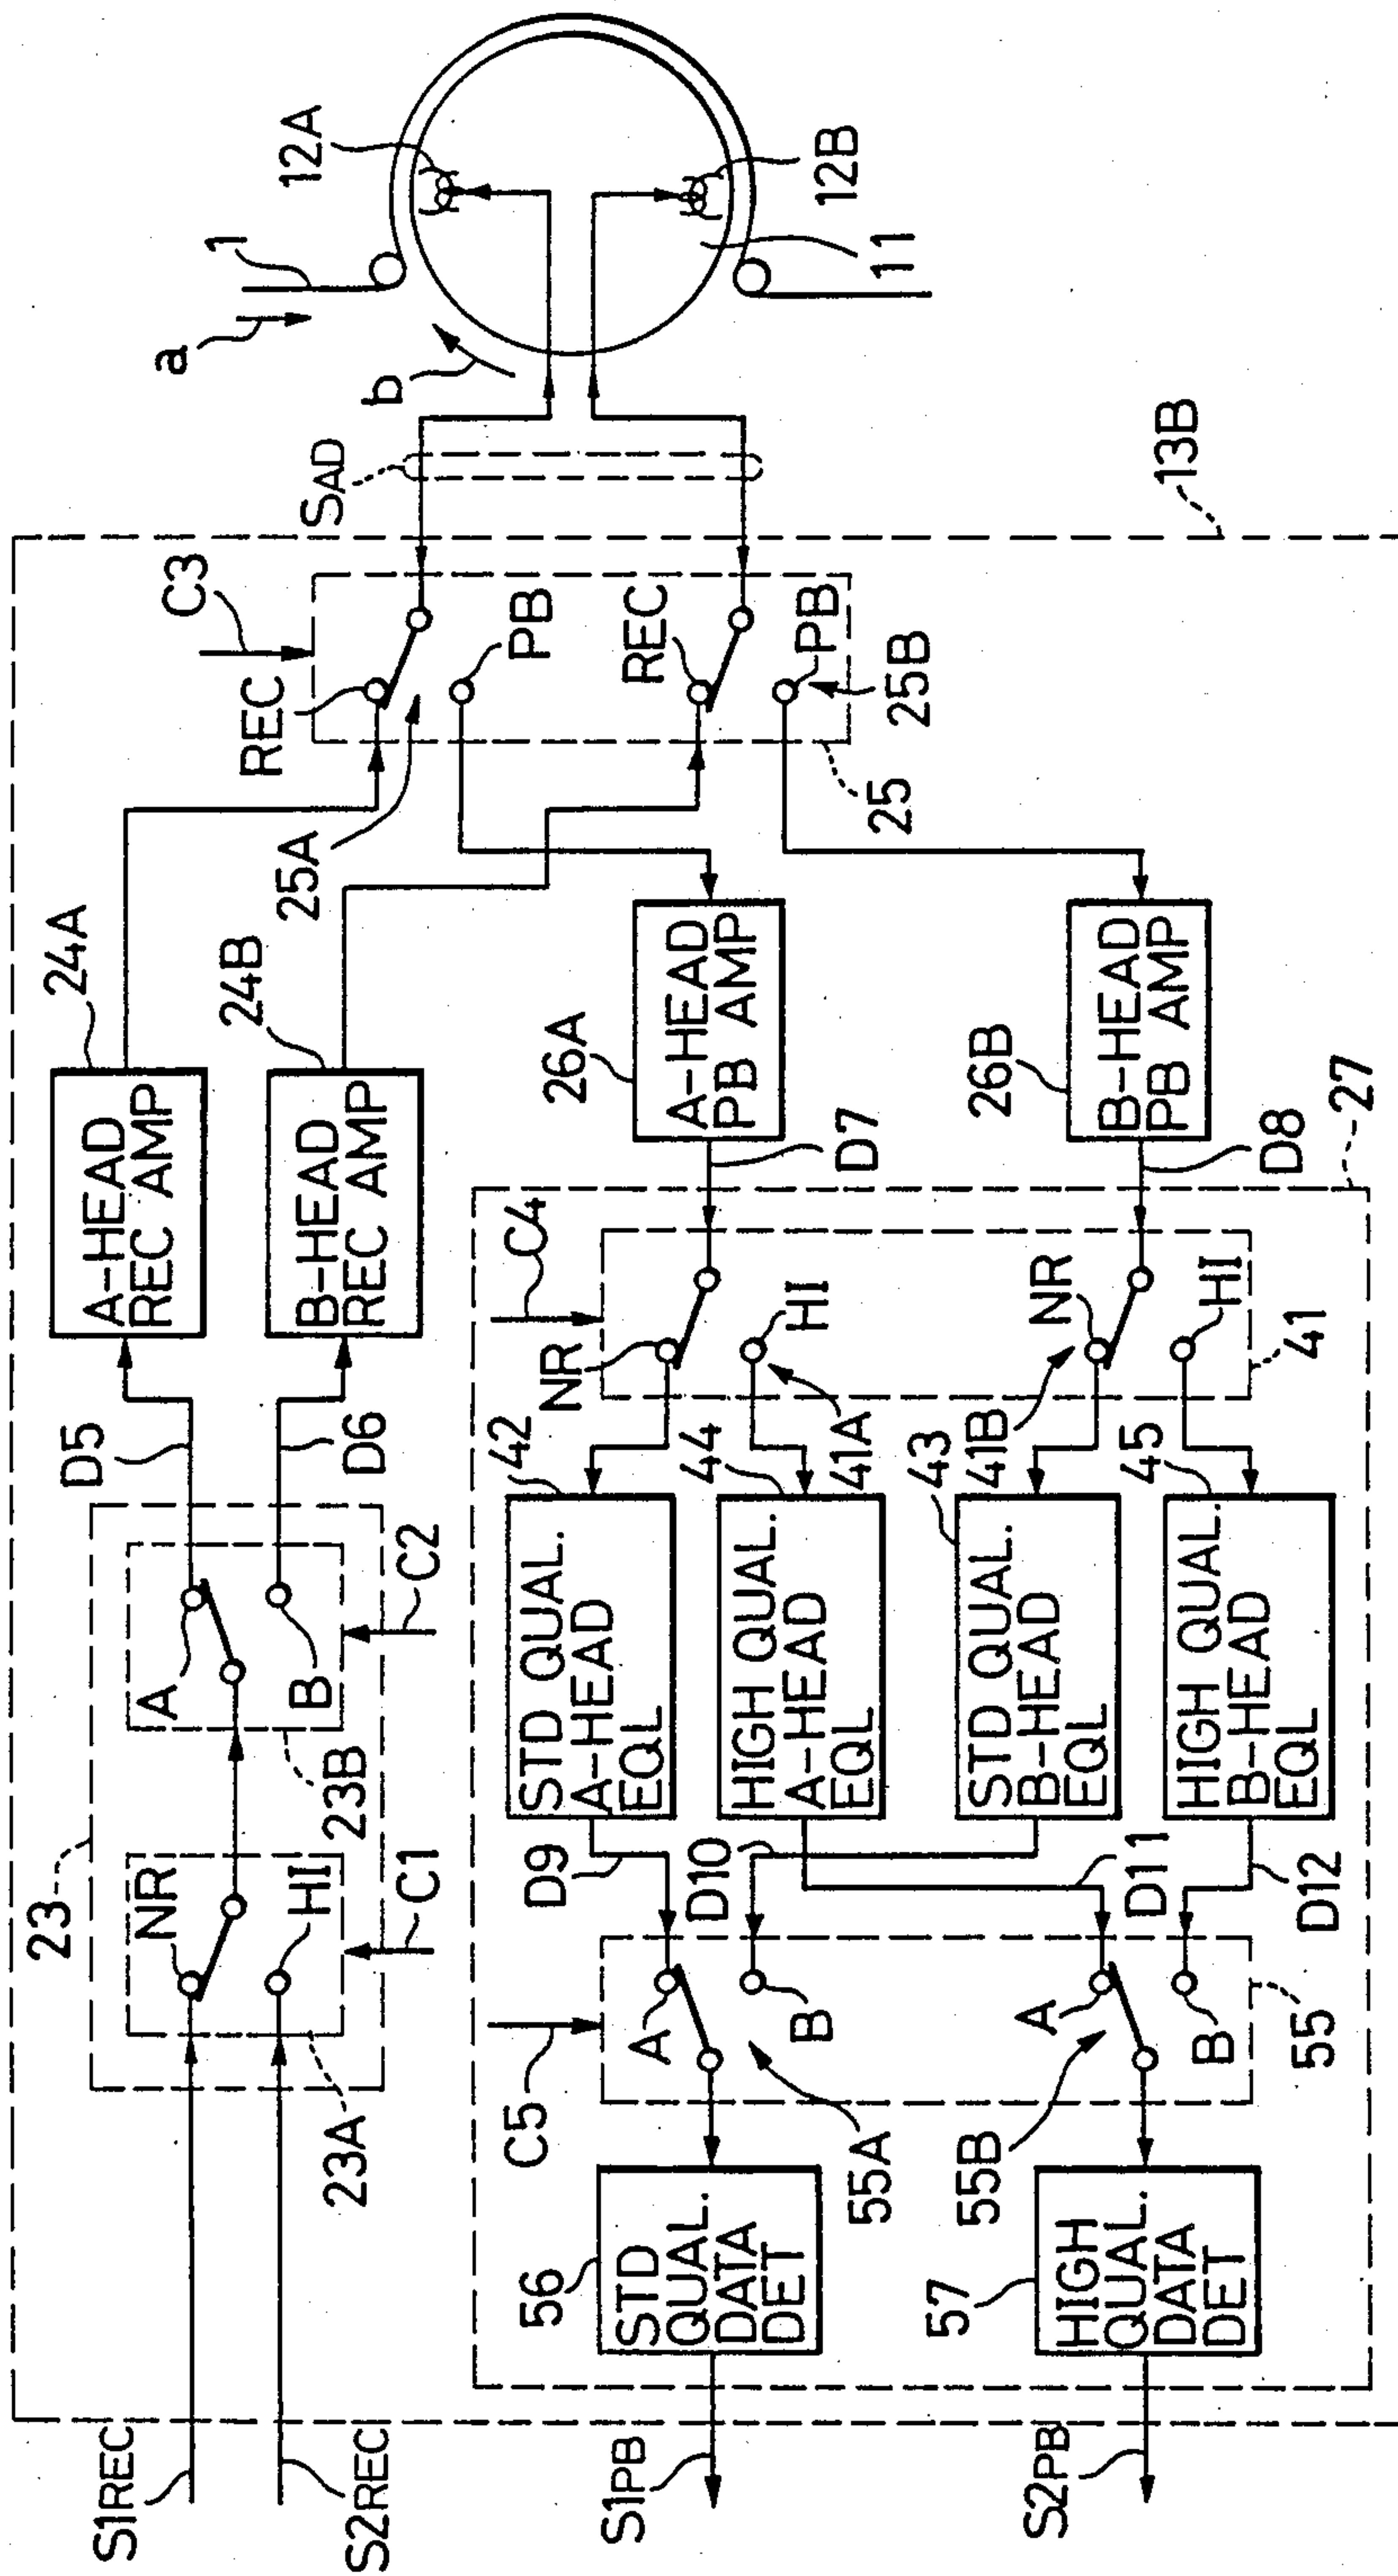 S1REC
S2REC
23
23A
NR
HI
C1
23B
A
B
C2
D5
D6
A-HEAD
REC AMP
24A
B-HEAD
REC AMP
24B
C3
25
25A
REC
PB
25B
REC
PB
SAD
13B
a
1
b
12A
12B
11
26A
A-HEAD
PB AMP
26B
B-HEAD
PB AMP
D7
D8
27
C4
41
41A
NR
HI
41B
NR
HI
42
STD QUAL.
A-HEAD
EQL
44
HIGH QUAL.
A-HEAD
EQL
43
STD QUAL.
B-HEAD
EQL
45
HIGH QUAL.
B-HEAD
EQL
D9
D10
D11
D12
C5
55
55A
A
B
55B
A
B
56
STD
QUAL.
DATA
DET
57
HIGH
QUAL.
DATA
DET
S1PB
S2PB